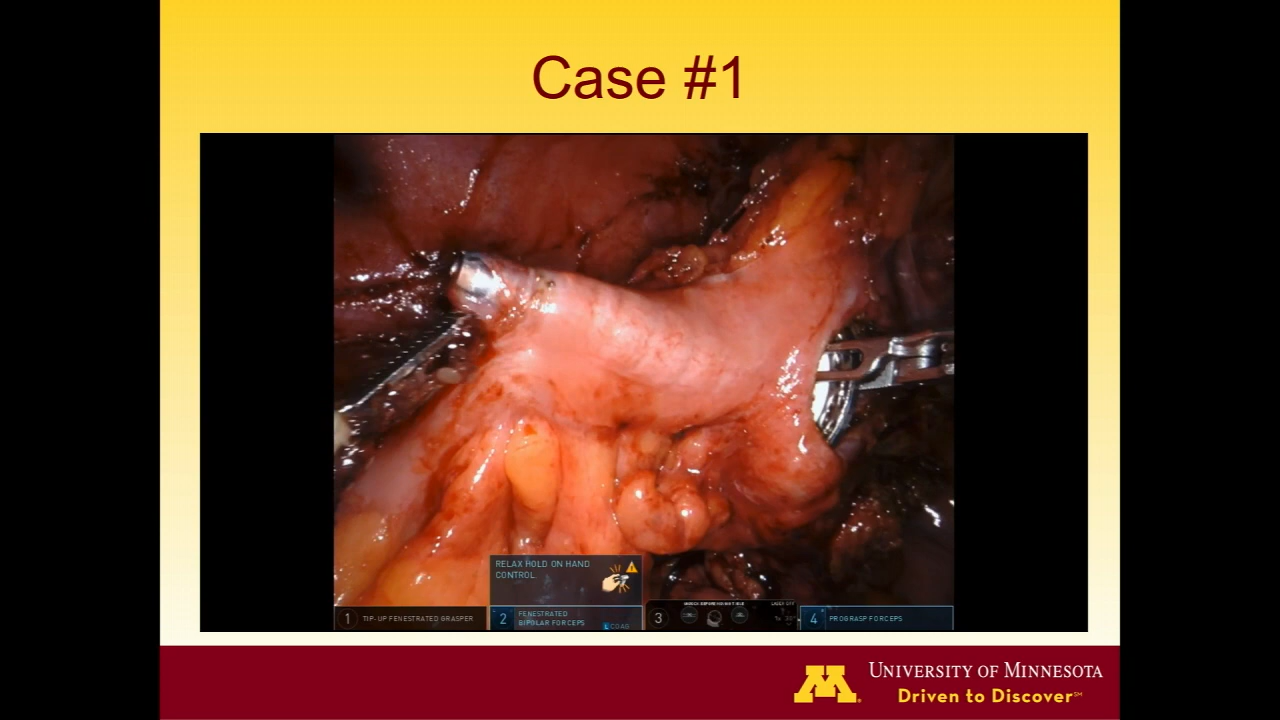 Case #1
RELAX HOLD ON HAND
CONTROL.
1 TIP-UP FENESTRATED GRASPER
2 FENESTRATED
BIPOLAR FORCEPS
3
4 PROGRASP FORCEPS
UNIVERSITY OF MINNESOTA
Driven to Discover℠